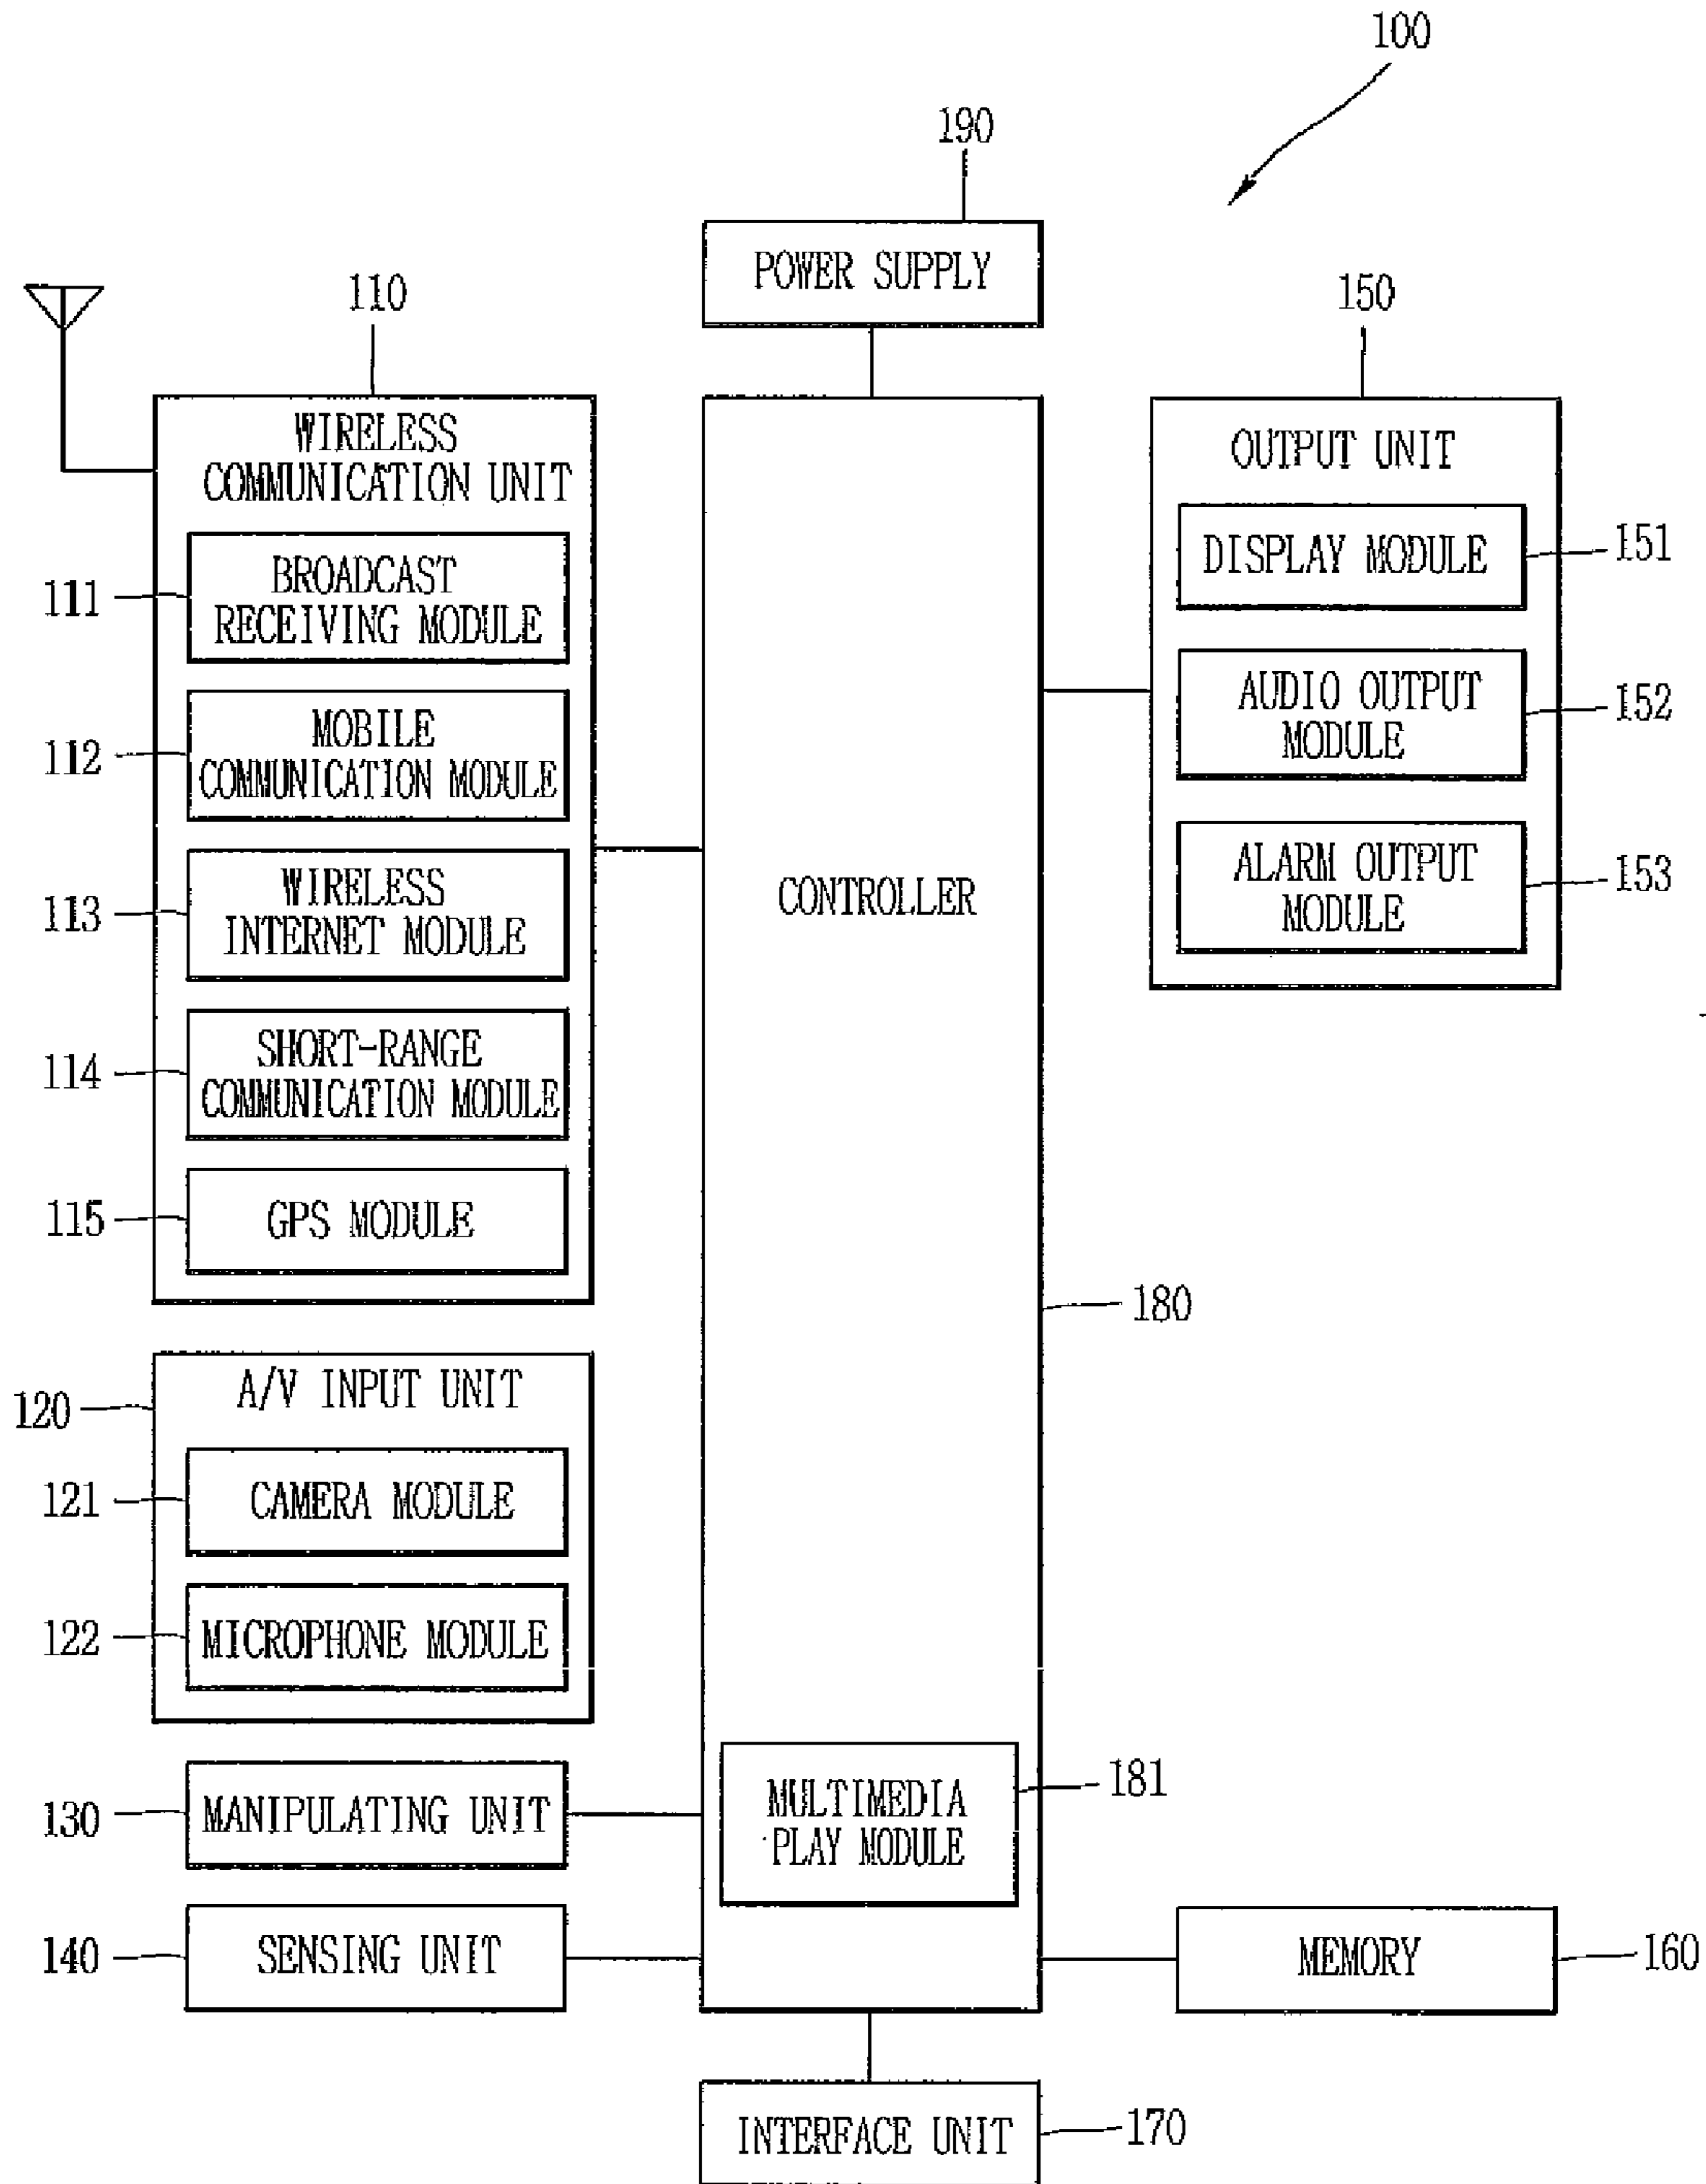 100
190
POWER SUPPLY
110
150
WIRELESS
COMMUNICATION UNIT
111
BROADCAST
RECEIVING MODULE
112
MOBILE
COMMUNICATION MODULE
113
WIRELESS
INTERNET MODULE
114
SHORT-RANGE
COMMUNICATION MODULE
115
GPS MODULE
120
A/V INPUT UNIT
121
CAMERA MODULE
122
MICROPHONE MODULE
130
MANIPULATING UNIT
140
SENSING UNIT
CONTROLLER
180
MULTIMEDIA
PLAY MODULE
181
OUTPUT UNIT
DISPLAY MODULE
151
AUDIO OUTPUT
MODULE
152
ALARM OUTPUT
MODULE
153
MEMORY
160
INTERFACE UNIT
170